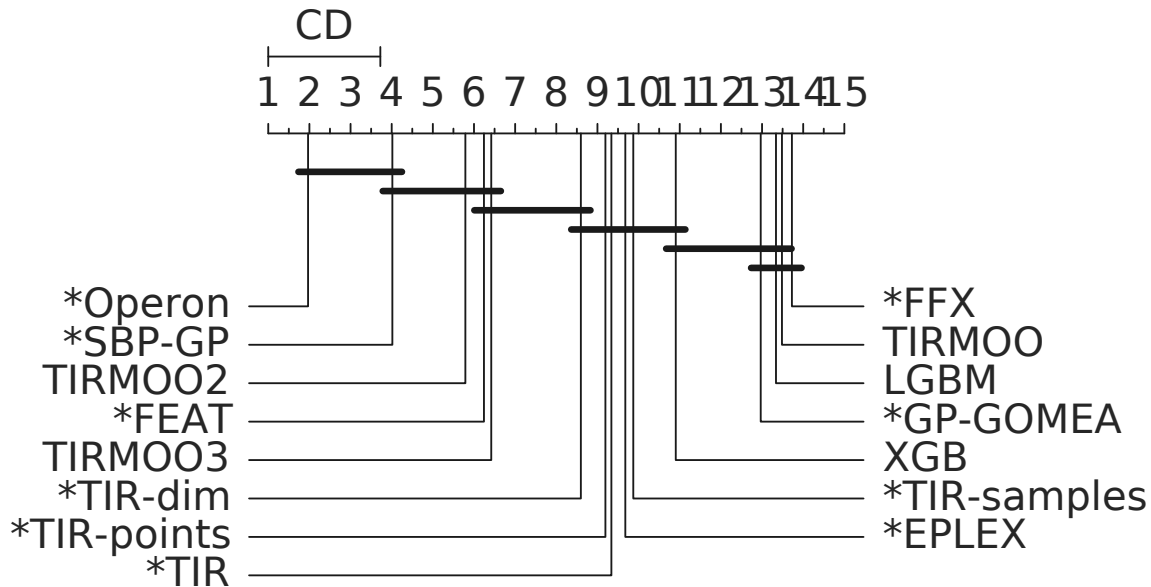 CD
1 2 3 4 5 6 7 8 9 10 11 12 13 14 15
*Operon
*SBP-GP
TIRMOO2
*FEAT
TIRMOO3
*TIR-dim
*TIR-points
*TIR
*FFX
TIRMOO
LGBM
*GP-GOMEA
XGB
*TIR-samples
*EPLEX